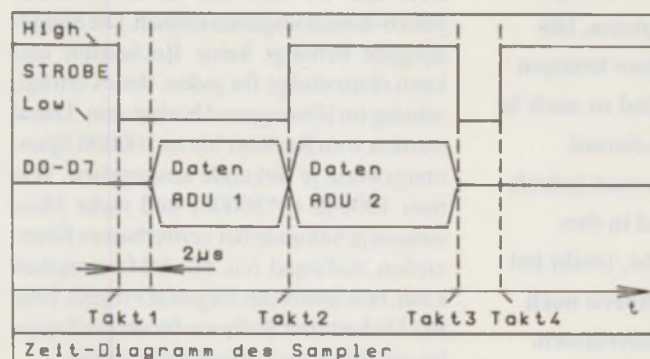 High
STROBE
Low
D0-D7
Daten
ADU 1
Daten
ADU 2
2µs
t
Takt1
Takt2
Takt3
Takt4
Zeit-Diagramm des Sampler